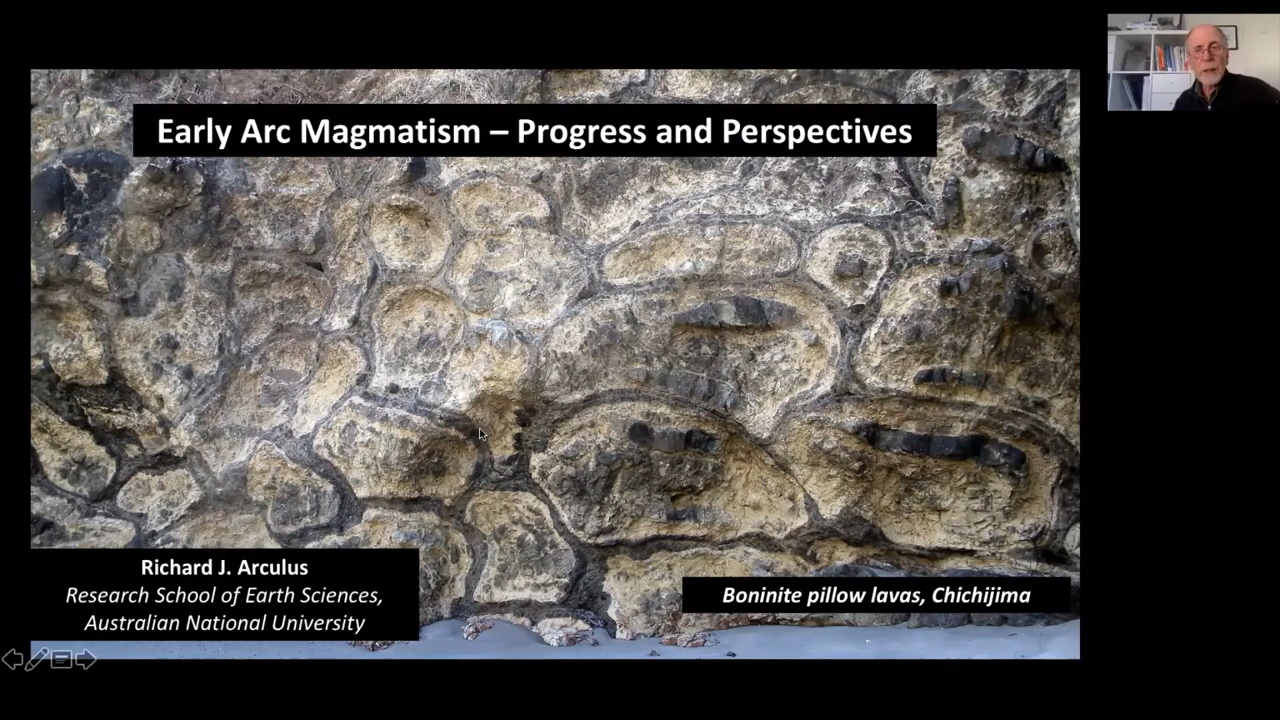 Early Arc Magmatism – Progress and Perspectives
Richard J. Arculus
Research School of Earth Sciences,
Australian National University
Boninite pillow lavas, Chichijima